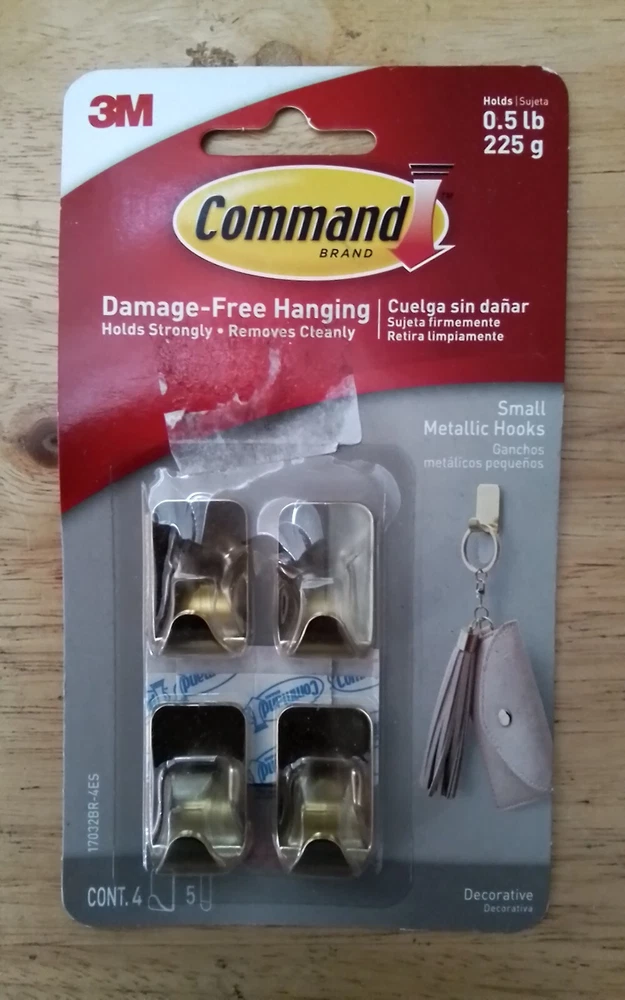 3M
Holds | Sujeta
0.5 lb
225 g
Command™
BRAND
Damage-Free Hanging
Holds Strongly • Removes Cleanly
Cuelga sin dañar
Sujeta firmemente
Retira limpiamente
Small
Metallic Hooks
Ganchos
metálicos pequeños
Command
17032BR-4ES
CONT. 4 5
Decorative
Decorativa